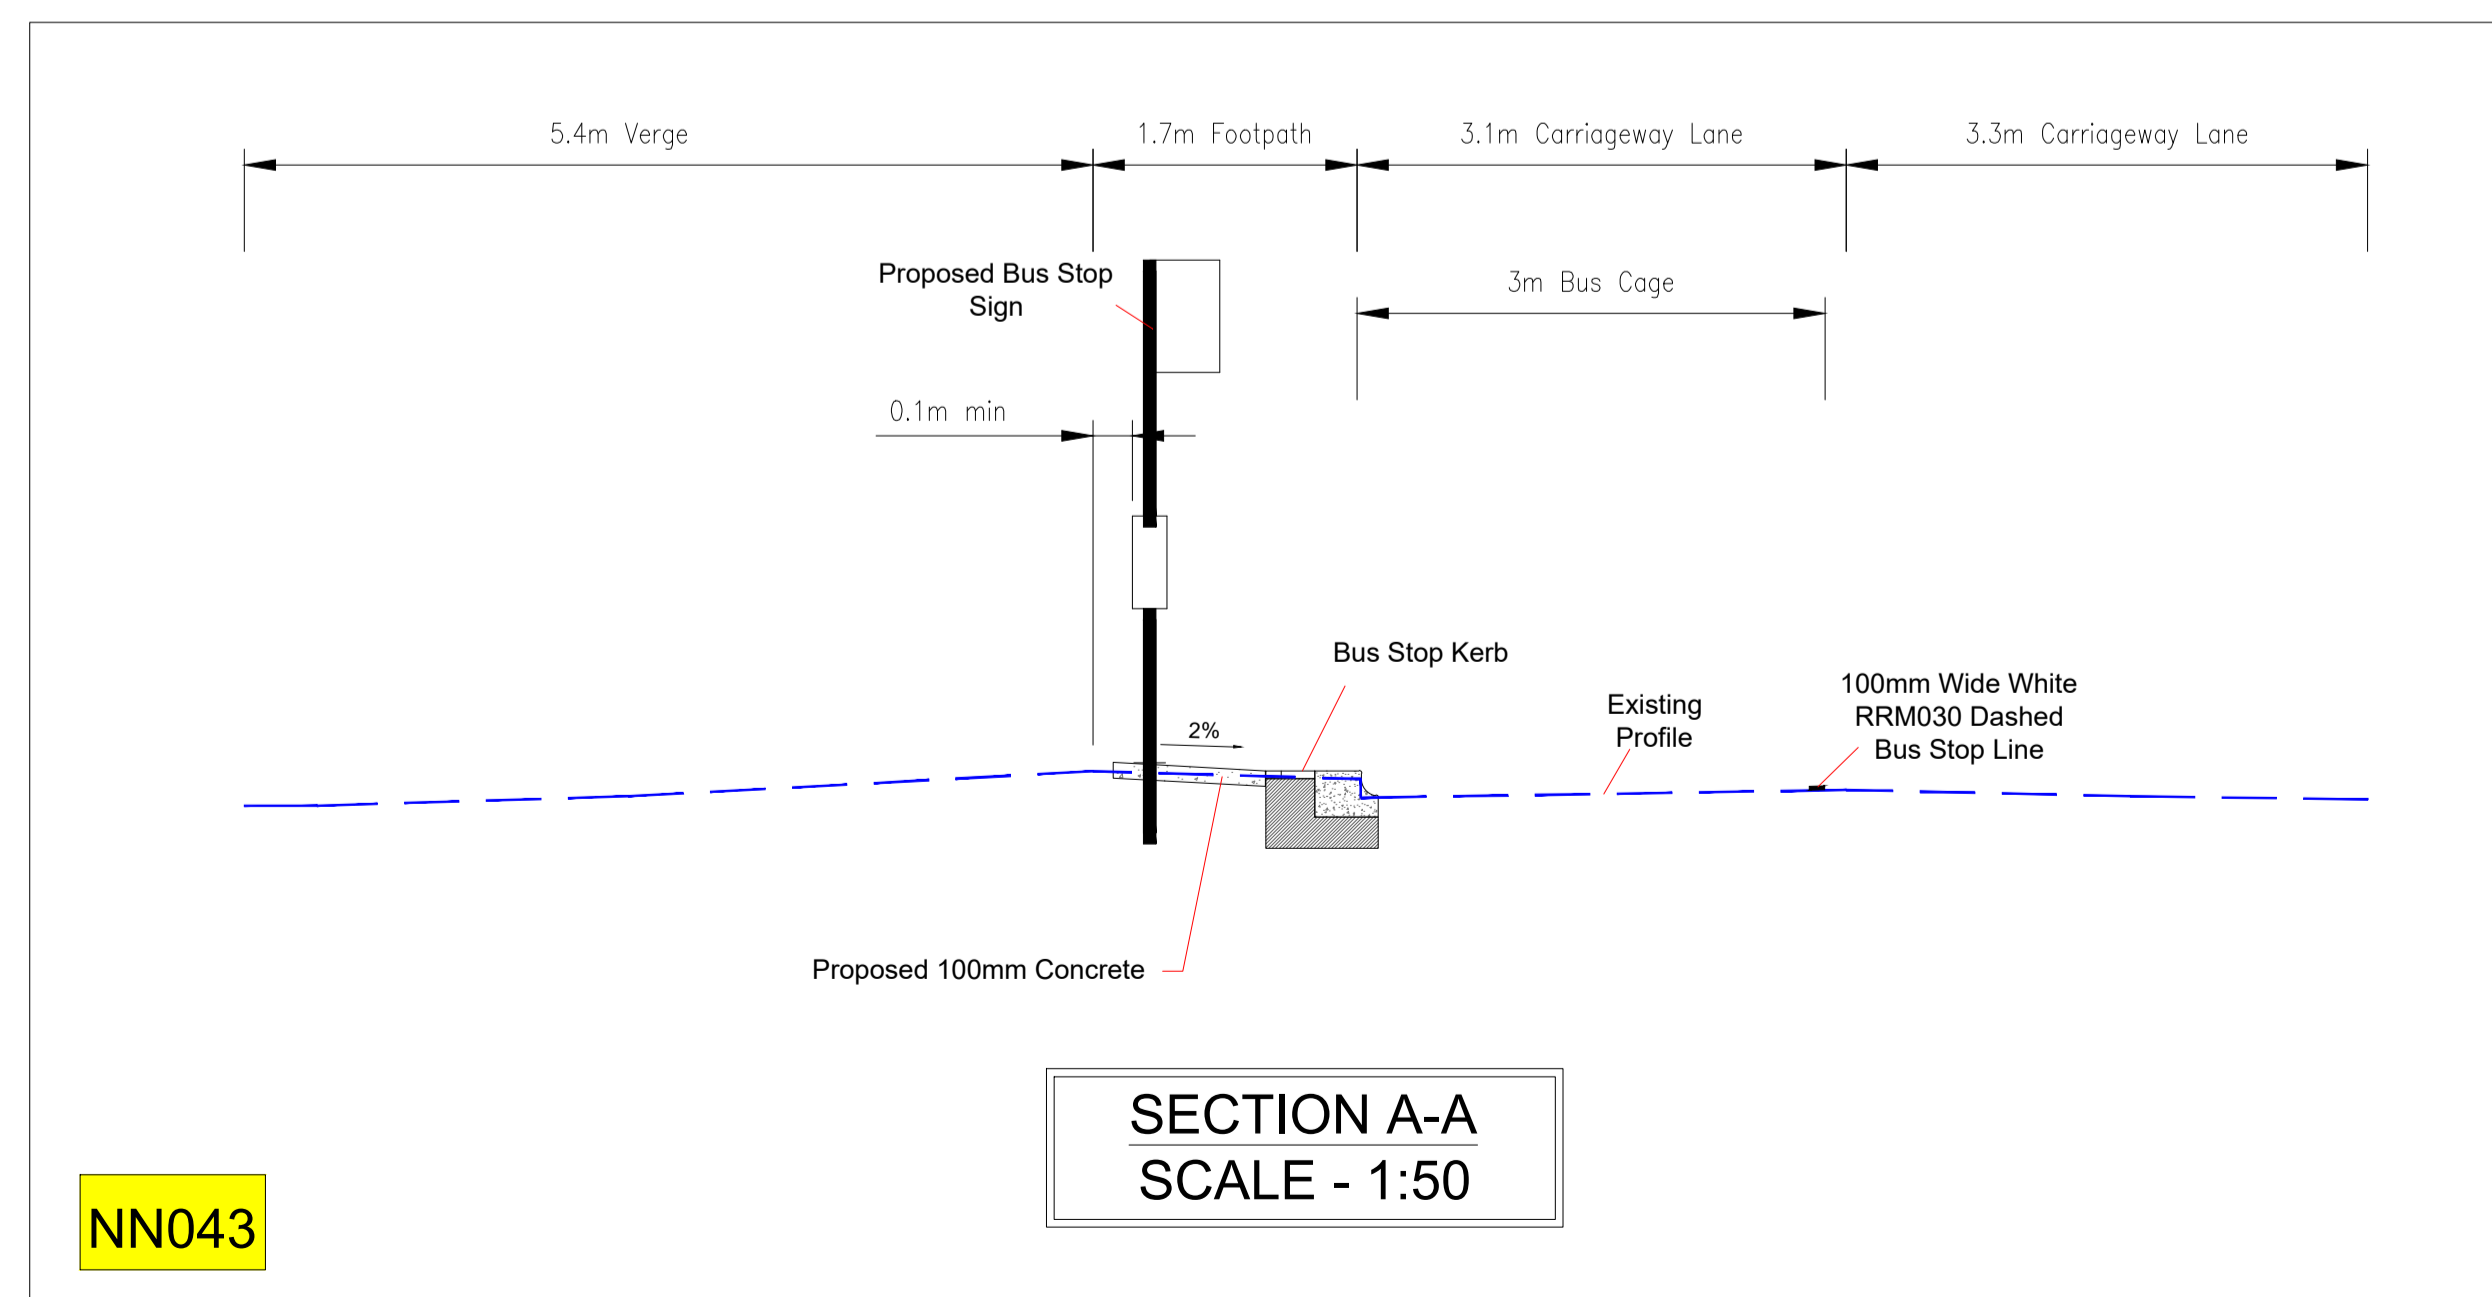 5.4m Verge
1.7m Footpath
3.1m Carriageway Lane
3.3m Carriageway Lane
Proposed Bus Stop
Sign
3m Bus Cage
0.1m min
Bus Stop Kerb
2%
Existing
Profile
100mm Wide White
RRM030 Dashed
Bus Stop Line
Proposed 100mm Concrete
SECTION A-A
SCALE - 1:50
NN043